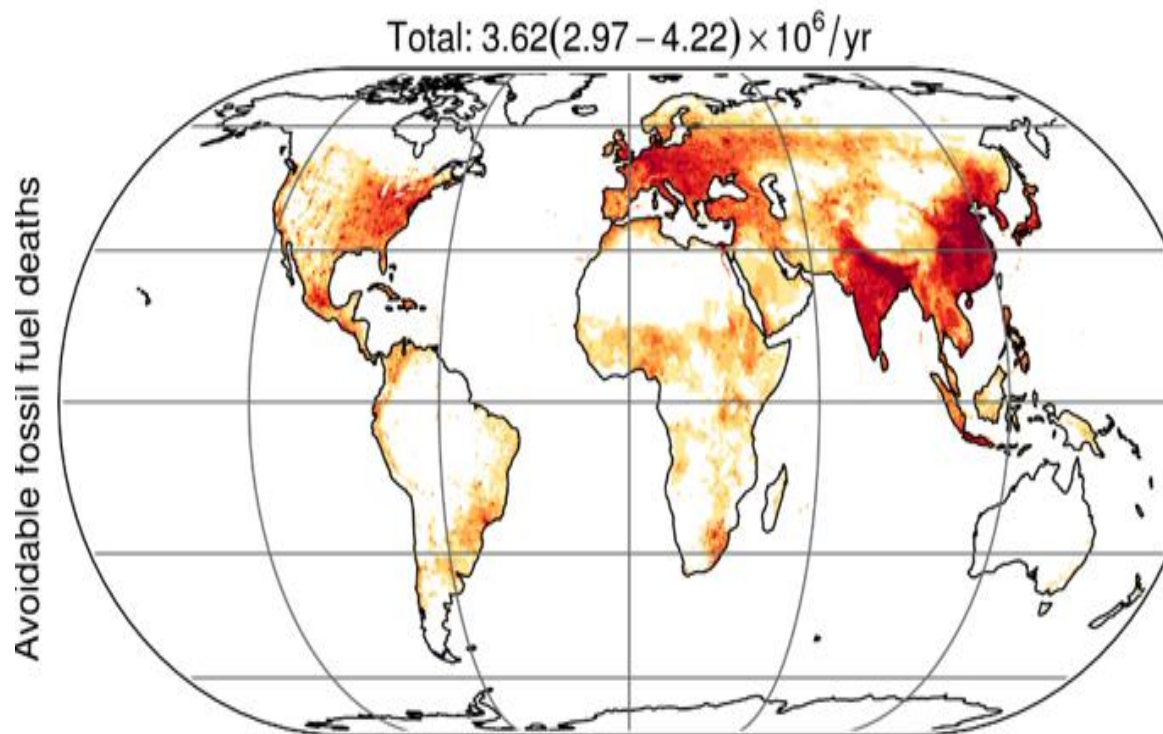 Total: 3.62(2.97 − 4.22) × 10⁶/yr
Avoidable fossil fuel deaths